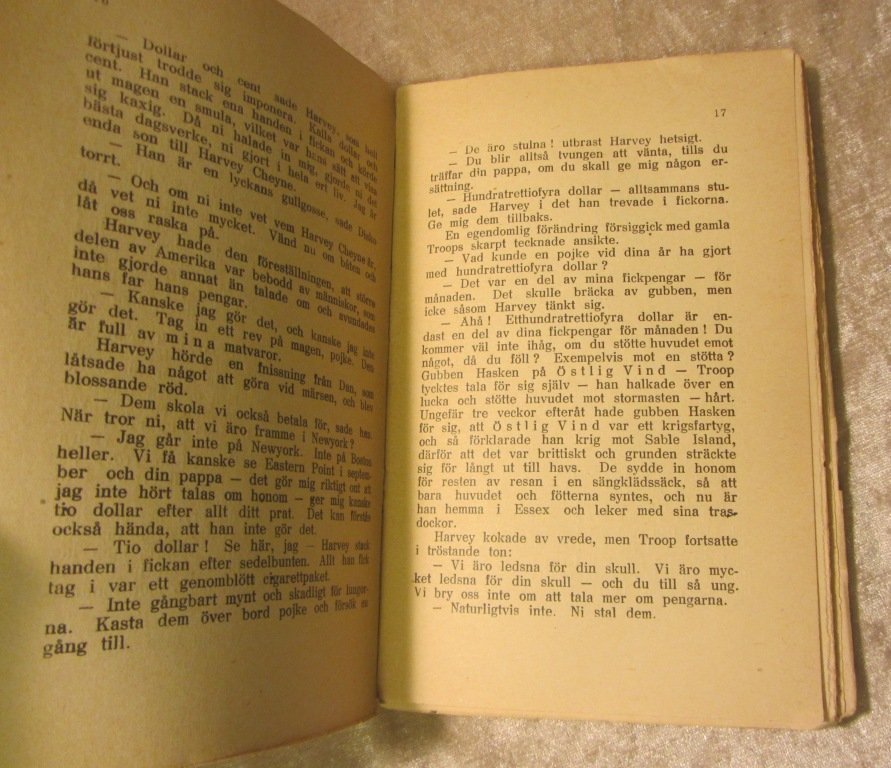 — Dollar och cent sade Harvey, som helt
förtjust trodde sig imponera. Kalla dollar och
cent. Han stack ena handen i fickan och körde
ut magen en smula, vilket var hans sätt att visa
sig kaxig. Då ni halade in mig, gjorde ni det
bästa dagsverke, ni gjort i hela ert liv. Jag är
enda son till Harvey Cheyne.
— Han är en lyckans gullgosse, sade Disko
torrt.
— Och om ni inte vet vem Harvey Cheyne är,
då vet ni inte mycket. Vänd nu om båten och
låt oss raska på.
Harvey hade den föreställningen, att större
delen av Amerika var bebodd av människor, som
inte gjorde annat än talade om och avundades
hans far hans pengar.
— Kanske jag gör det, och kanske jag inte
gör det. Tag in ett rev på magen, pojke. Den
är full av mina matvaror.
Harvey hörde en fnissning från Dan, som
låtsade ha något att göra vid märsen, och blev
blossande röd.
— Dem skola vi också betala för, sade han.
När tror ni, att vi äro framme i Newyork?
— Jag går inte på Newyork. Inte på Boston
heller. Vi få kanske se Eastern Point i septem-
ber och din pappa — det gör mig riktigt ont att
jag inte hört talas om honom — ger mig kanske
tio dollar efter allt ditt prat. Det kan förstås
också hända, att han inte gör det.
— Tio dollar! Se här, jag — Harvey stack
handen i fickan efter sedelbunten. Allt han fick
tag i var ett genomblött cigarettpaket.
— Inte gångbart mynt och skadligt för lungor-
na. Kasta dem över bord pojke och försök en
gång till.
17
— De äro stulna! utbrast Harvey hetsigt.
— Du blir alltså tvungen att vänta, tills du
träffar din pappa, om du skall ge mig någon er-
sättning.
— Hundratrettiofyra dollar — alltsammans stu-
let, sade Harvey i det han trevade i fickorna.
Ge mig dem tillbaks.
En egendomlig förändring försiggick med gamla
Troops skarpt tecknade ansikte.
— Vad kunde en pojke vid dina år ha gjort
med hundratrettiofyra dollar?
— Det var en del av mina fickpengar — för
månaden. Det skulle bräcka av gubben, men
icke såsom Harvey tänkt sig.
— Ahå! Etthundratrettiofyra dollar är en-
dast en del av dina fickpengar för månaden! Du
kommer väl inte ihåg, om du stötte huvudet emot
något, då du föll? Exempelvis mot en stötta?
Gubben Hasken på Östlig Vind — Troop
tycktes tala för sig själv — han halkade över en
lucka och stötte huvudet mot stormasten — hårt.
Ungefär tre veckor efteråt hade gubben Hasken
för sig, att Östlig Vind var ett krigsfartyg,
och så förklarade han krig mot Sable Island,
därför att det var brittiskt och grunden sträckte
sig för långt ut till havs. De sydde in honom
för resten av resan i en sängklädssäck, så att
bara huvudet och fötterna syntes, och nu är
han hemma i Essex och leker med sina tras-
dockor.
Harvey kokade av vrede, men Troop fortsatte
i tröstande ton:
— Vi äro ledsna för din skull. Vi äro myc-
ket ledsna för din skull — och du till så ung.
Vi bry oss inte om att tala mer om pengarna.
— Naturligtvis inte. Ni stal dem.